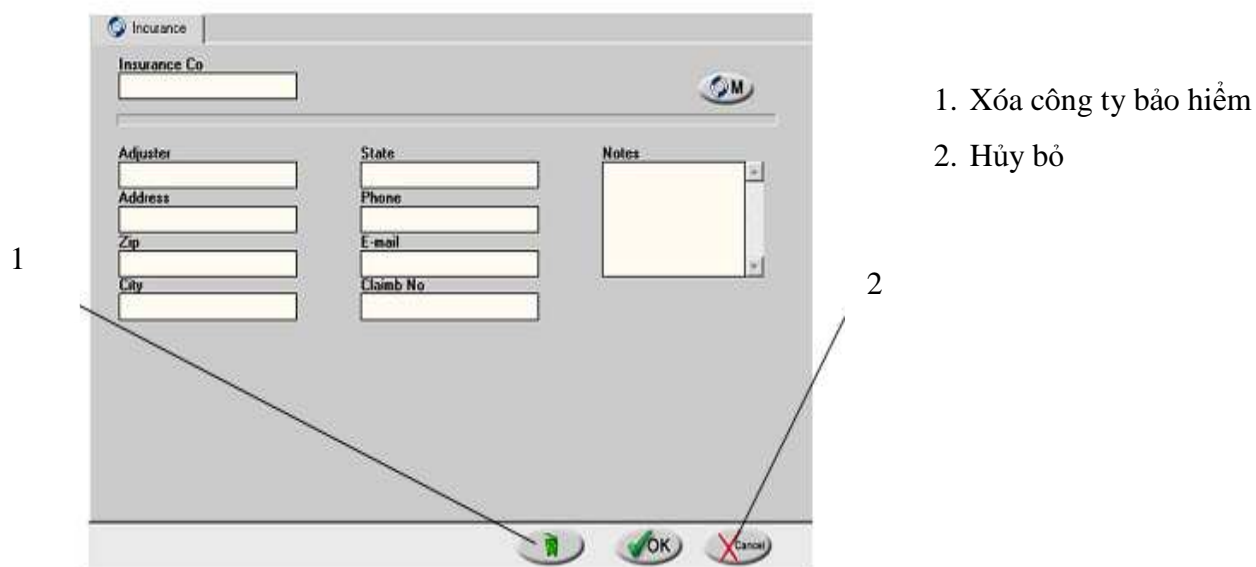 Incurance
Insurance Co
M
Adjuster
State
Notes
Address
Phone
Zip
E-mail
City
Claimb No
1
2
OK
Cancel
1. Xóa công ty bảo hiểm
2. Hủy bỏ